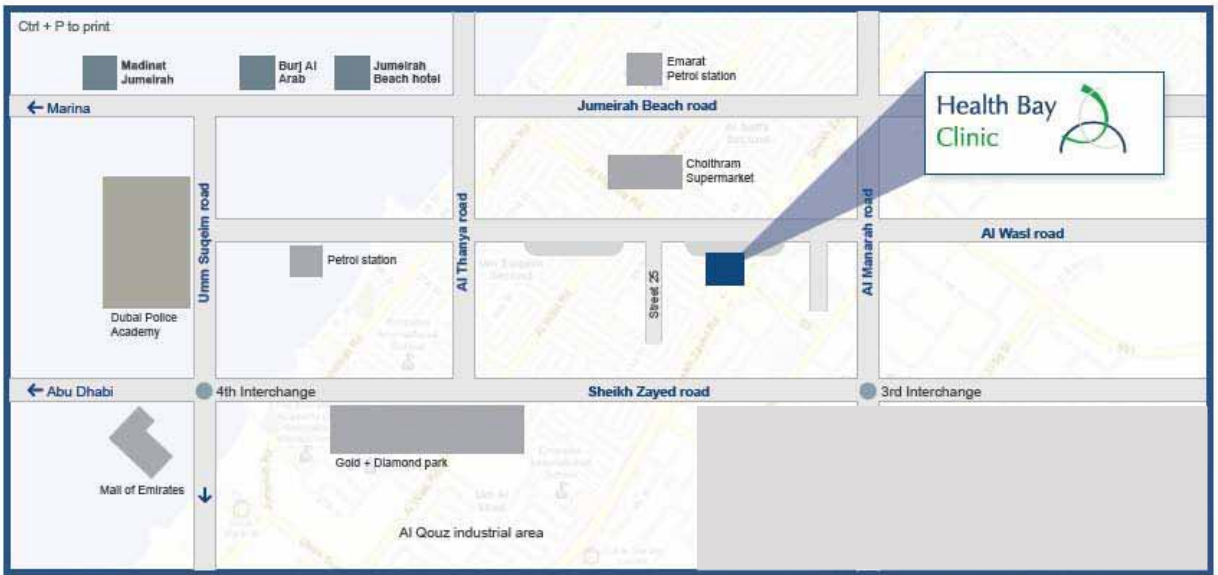 Ctrl + P to print
Madinat
Jumeirah
Burj Al
Arab
Jumeirah
Beach hotel
Emarat
Petrol station
Health Bay
Clinic
← Marina
Jumeirah Beach road
Choithram
Supermarket
Umm Suqeim road
Al Thanya road
Al Manarah road
Al Wasl road
Petrol station
Street 25
Dubai Police
Academy
← Abu Dhabi
4th Interchange
Sheikh Zayed road
3rd Interchange
Gold + Diamond park
Mall of Emirates
Al Qouz industrial area